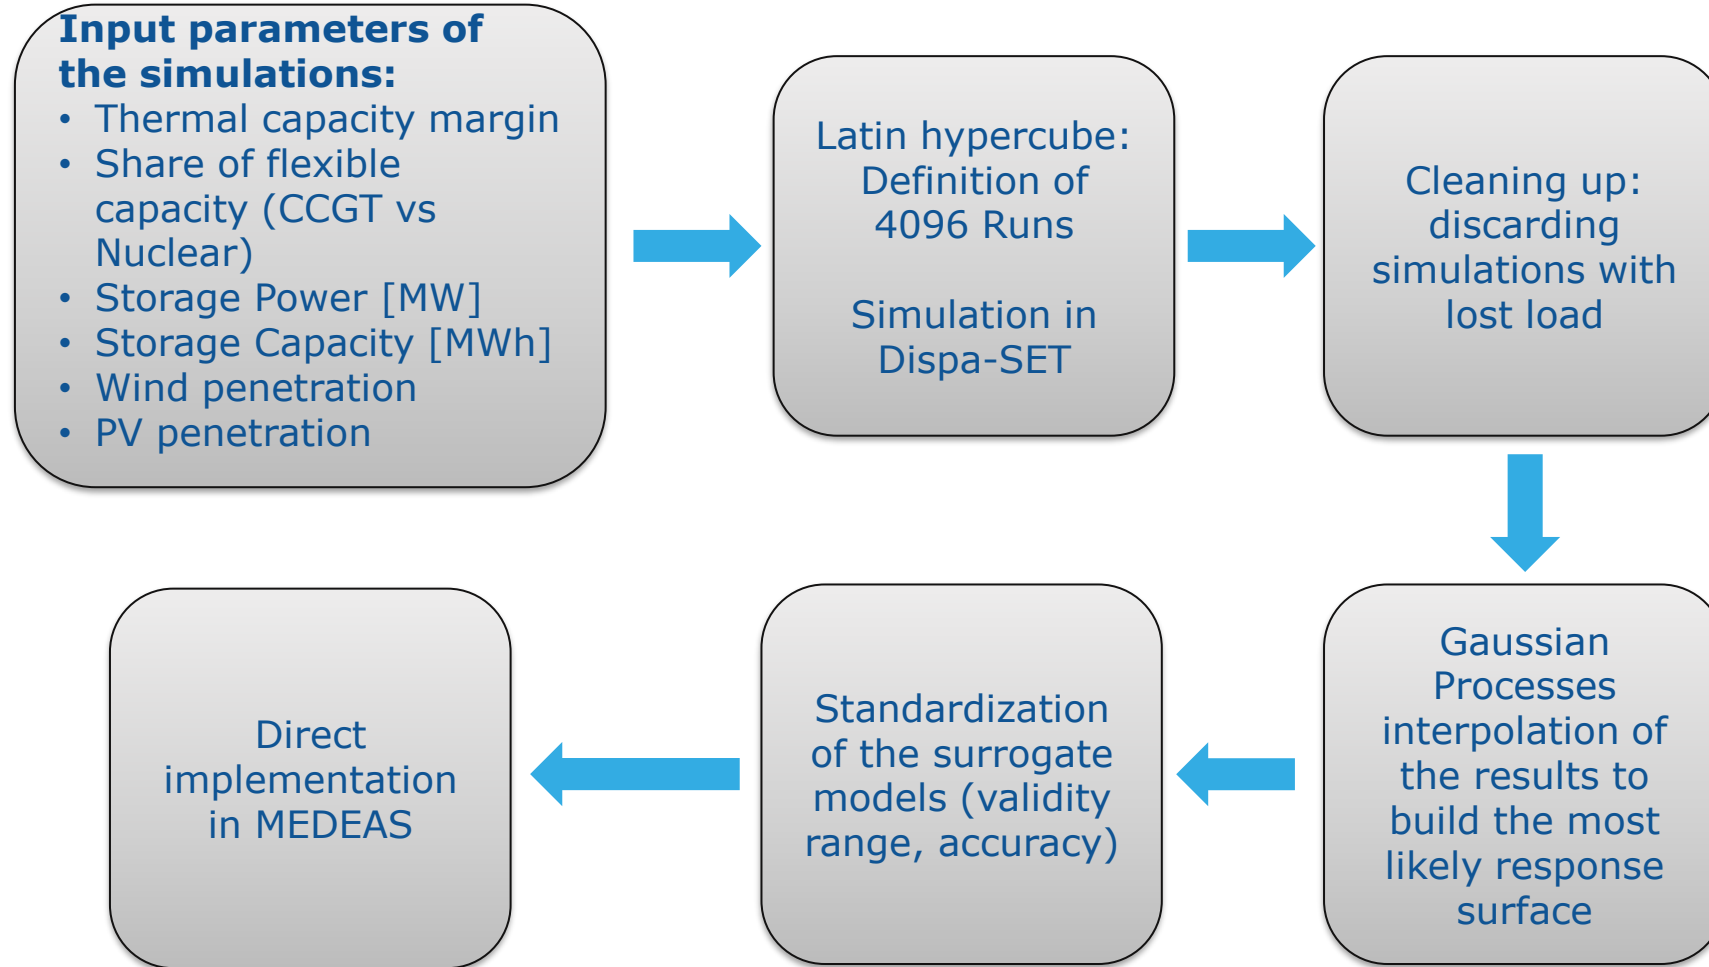 Input parameters of
the simulations:
• Thermal capacity margin
• Share of flexible
capacity (CCGT vs
Nuclear)
• Storage Power [MW]
• Storage Capacity [MWh]
• Wind penetration
• PV penetration
Latin hypercube:
Definition of
4096 Runs
Simulation in
Dispa-SET
Cleaning up:
discarding
simulations with
lost load
Gaussian
Processes
interpolation of
the results to
build the most
likely response
surface
Standardization
of the surrogate
models (validity
range, accuracy)
Direct
implementation
in MEDEAS